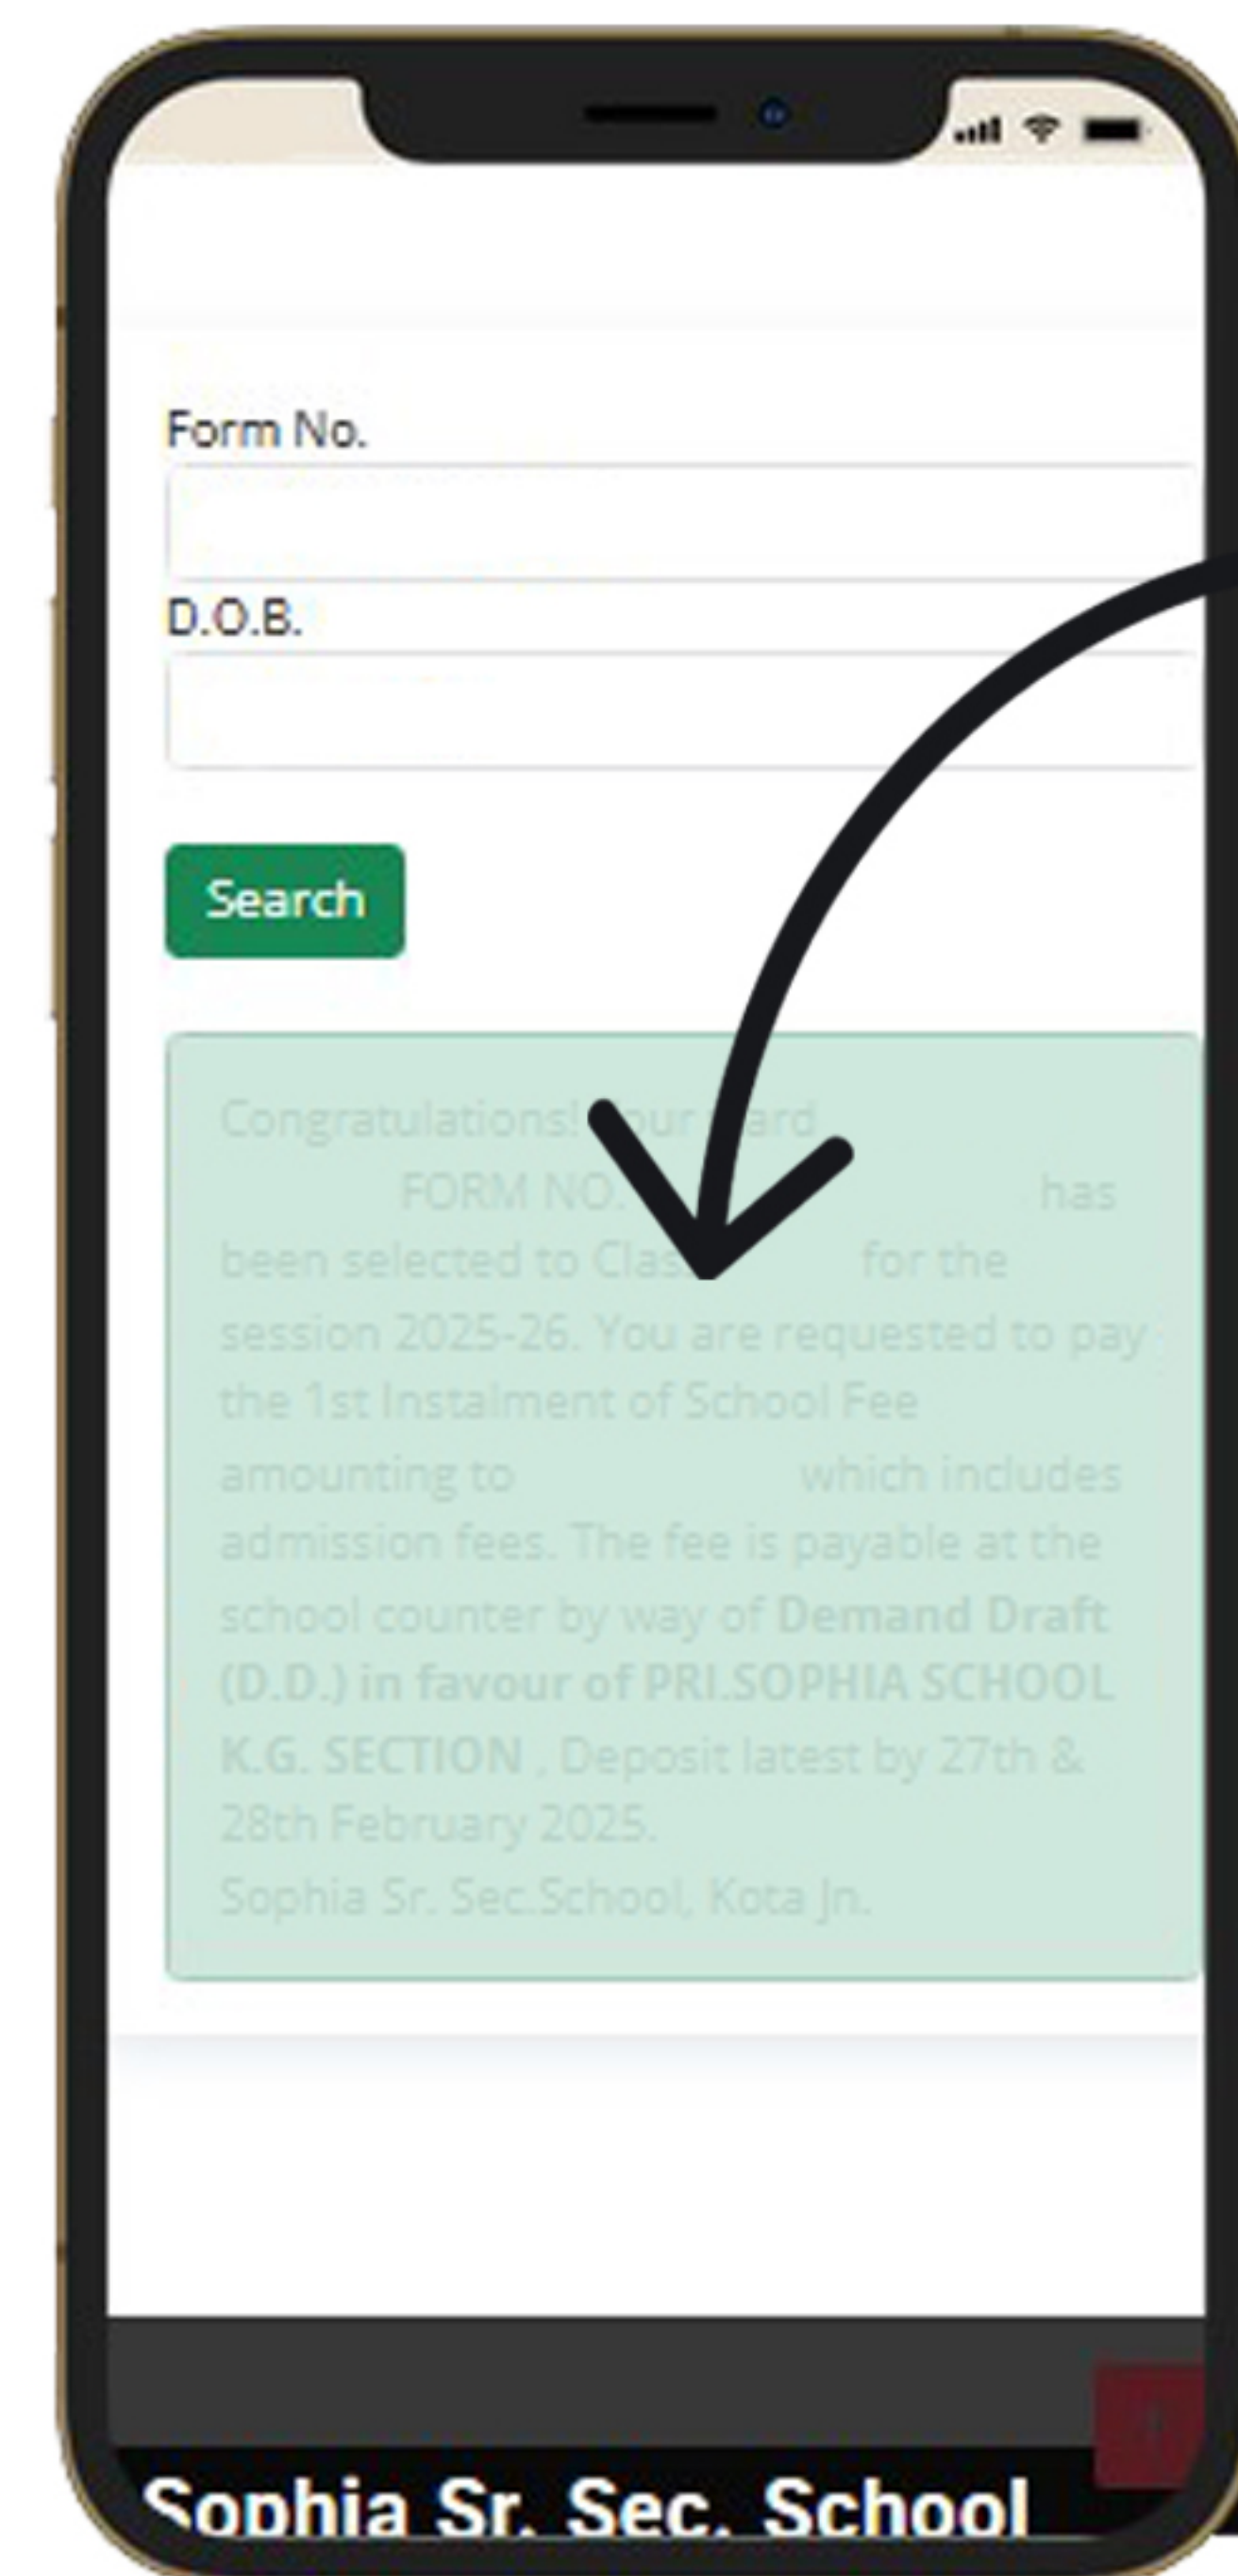 Form No.
D.O.B.
Search
Congratulations! Your ward
FORM NO. has
been selected to Class for the
session 2025-26. You are requested to pay
the 1st Instalment of School Fee
amounting to which includes
admission fees. The fee is payable at the
school counter by way of Demand Draft
(D.D.) in favour of PRI.SOPHIA SCHOOL
K.G. SECTION , Deposit latest by 27th &
28th February 2025.
Sophia Sr. Sec.School, Kota Jn.
Sophia Sr. Sec. School